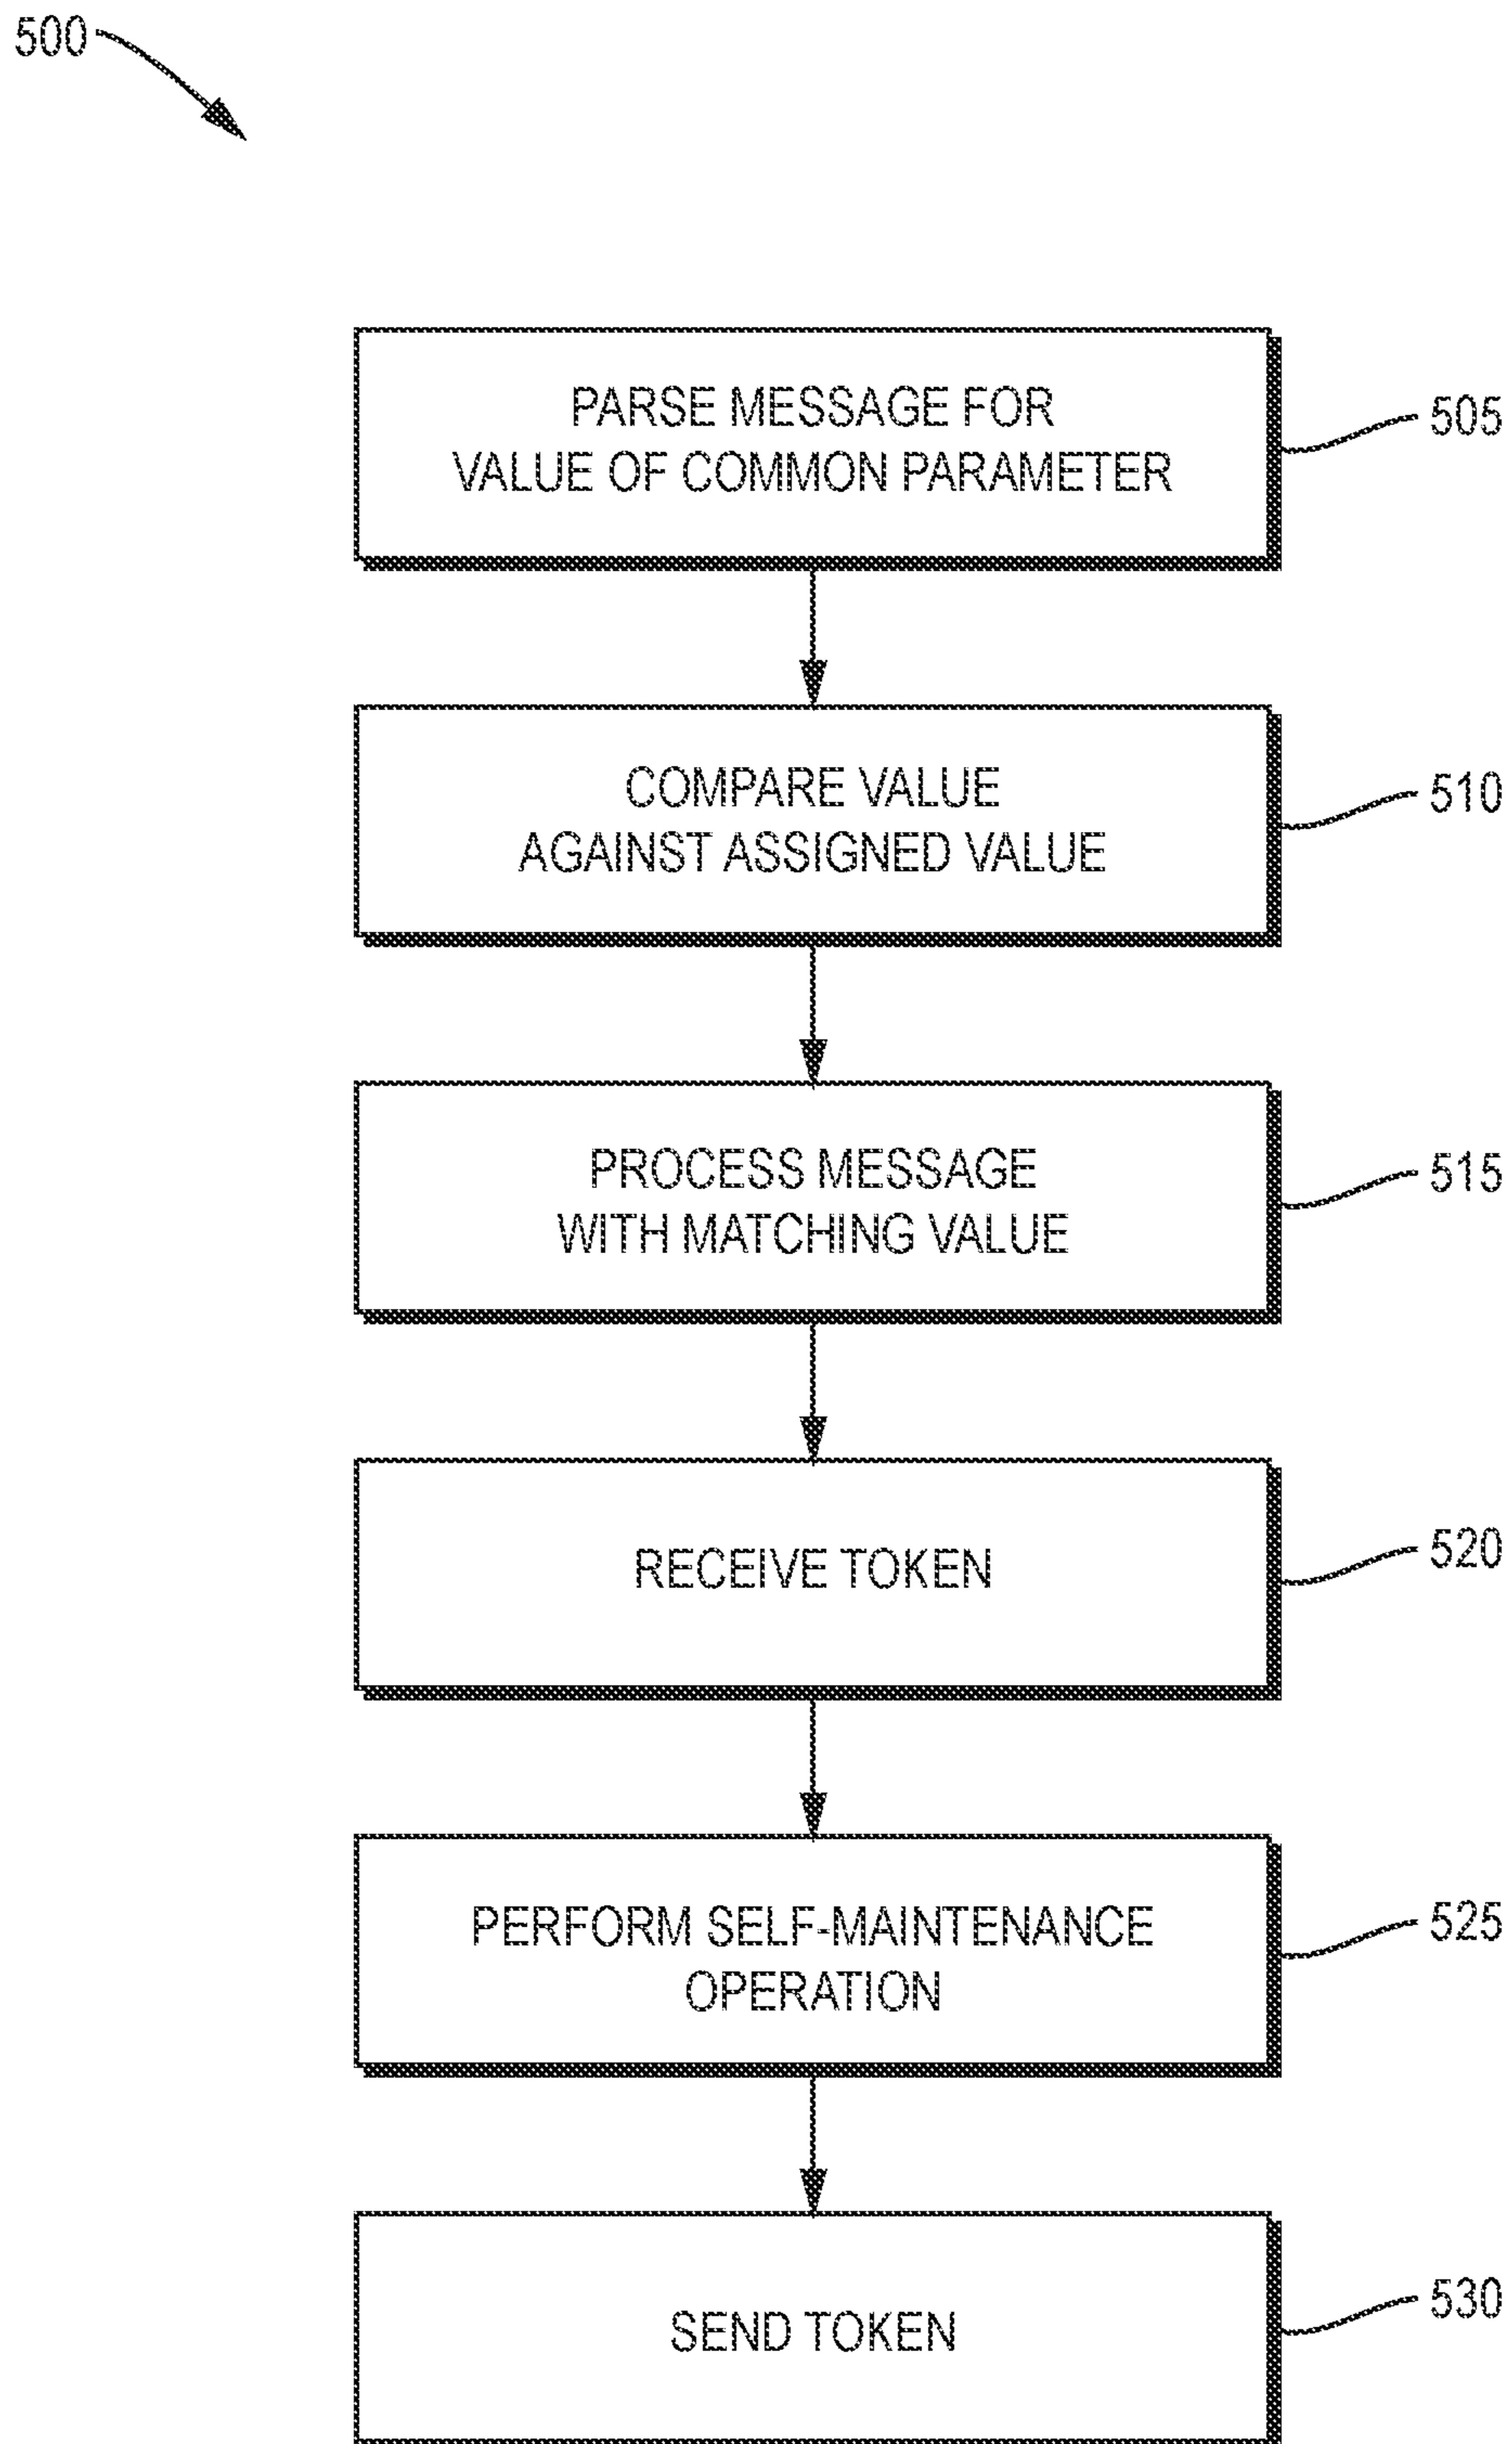 500
PARSE MESSAGE FOR
VALUE OF COMMON PARAMETER
505
COMPARE VALUE
AGAINST ASSIGNED VALUE
510
PROCESS MESSAGE
WITH MATCHING VALUE
515
RECEIVE TOKEN
520
PERFORM SELF-MAINTENANCE
OPERATION
525
SEND TOKEN
530